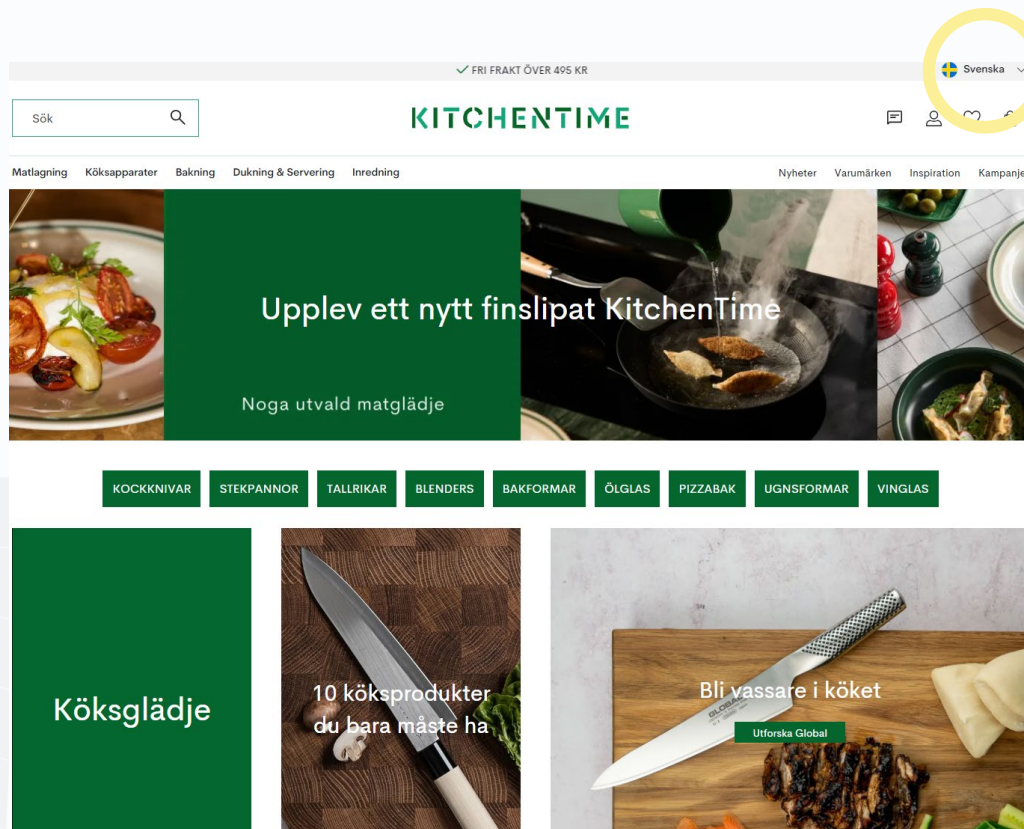 FRI FRAKT ÖVER 495 KR
Svenska
Sök
KITCHENTIME
Matlagning Köksapparater Bakning Dukning & Servering Inredning
Nyheter Varumärken Inspiration Kampanje
Upplev ett nytt finslipat KitchenTime
Noga utvald matglädje
KOCKKNIVAR STEKPANNOR TALLRIKAR BLENDERS BAKFORMAR ÖLGLAS PIZZABAK UGNSFORMAR VINGLAS
Köksglädje
10 köksprodukter
du bara måste ha
Bli vassare i köket
GLOBAL
Utforska Global